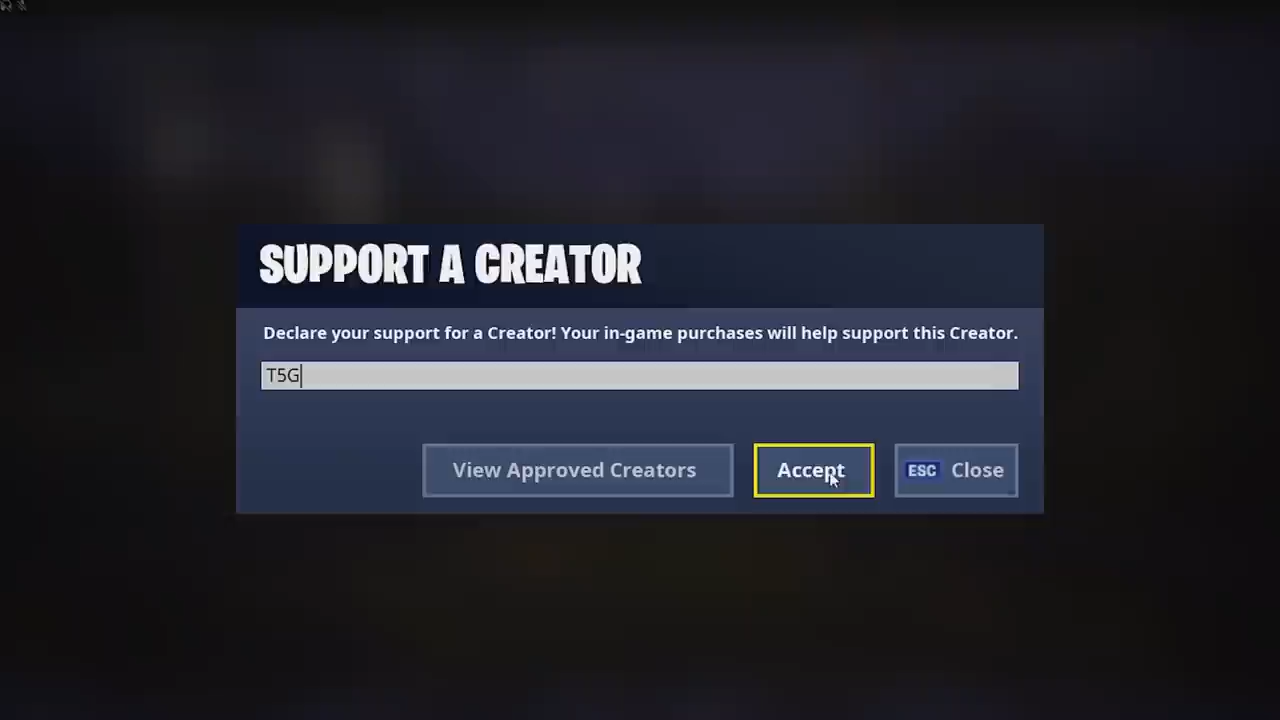 SUPPORT A CREATOR
Declare your support for a Creator! Your in-game purchases will help support this Creator.
T5G
View Approved Creators
Accept
ESC Close